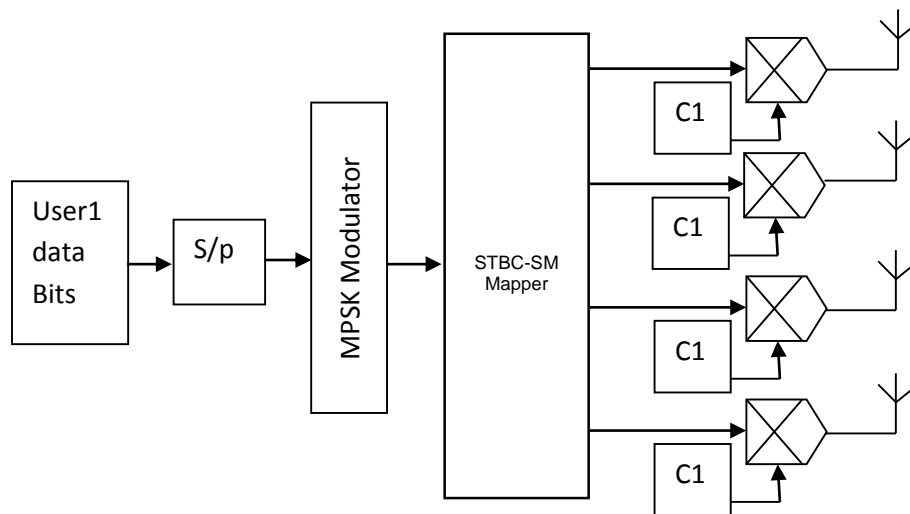 User1
data
Bits
S/p
MPSK Modulator
STBC-SM
Mapper
C1
C1
C1
C1